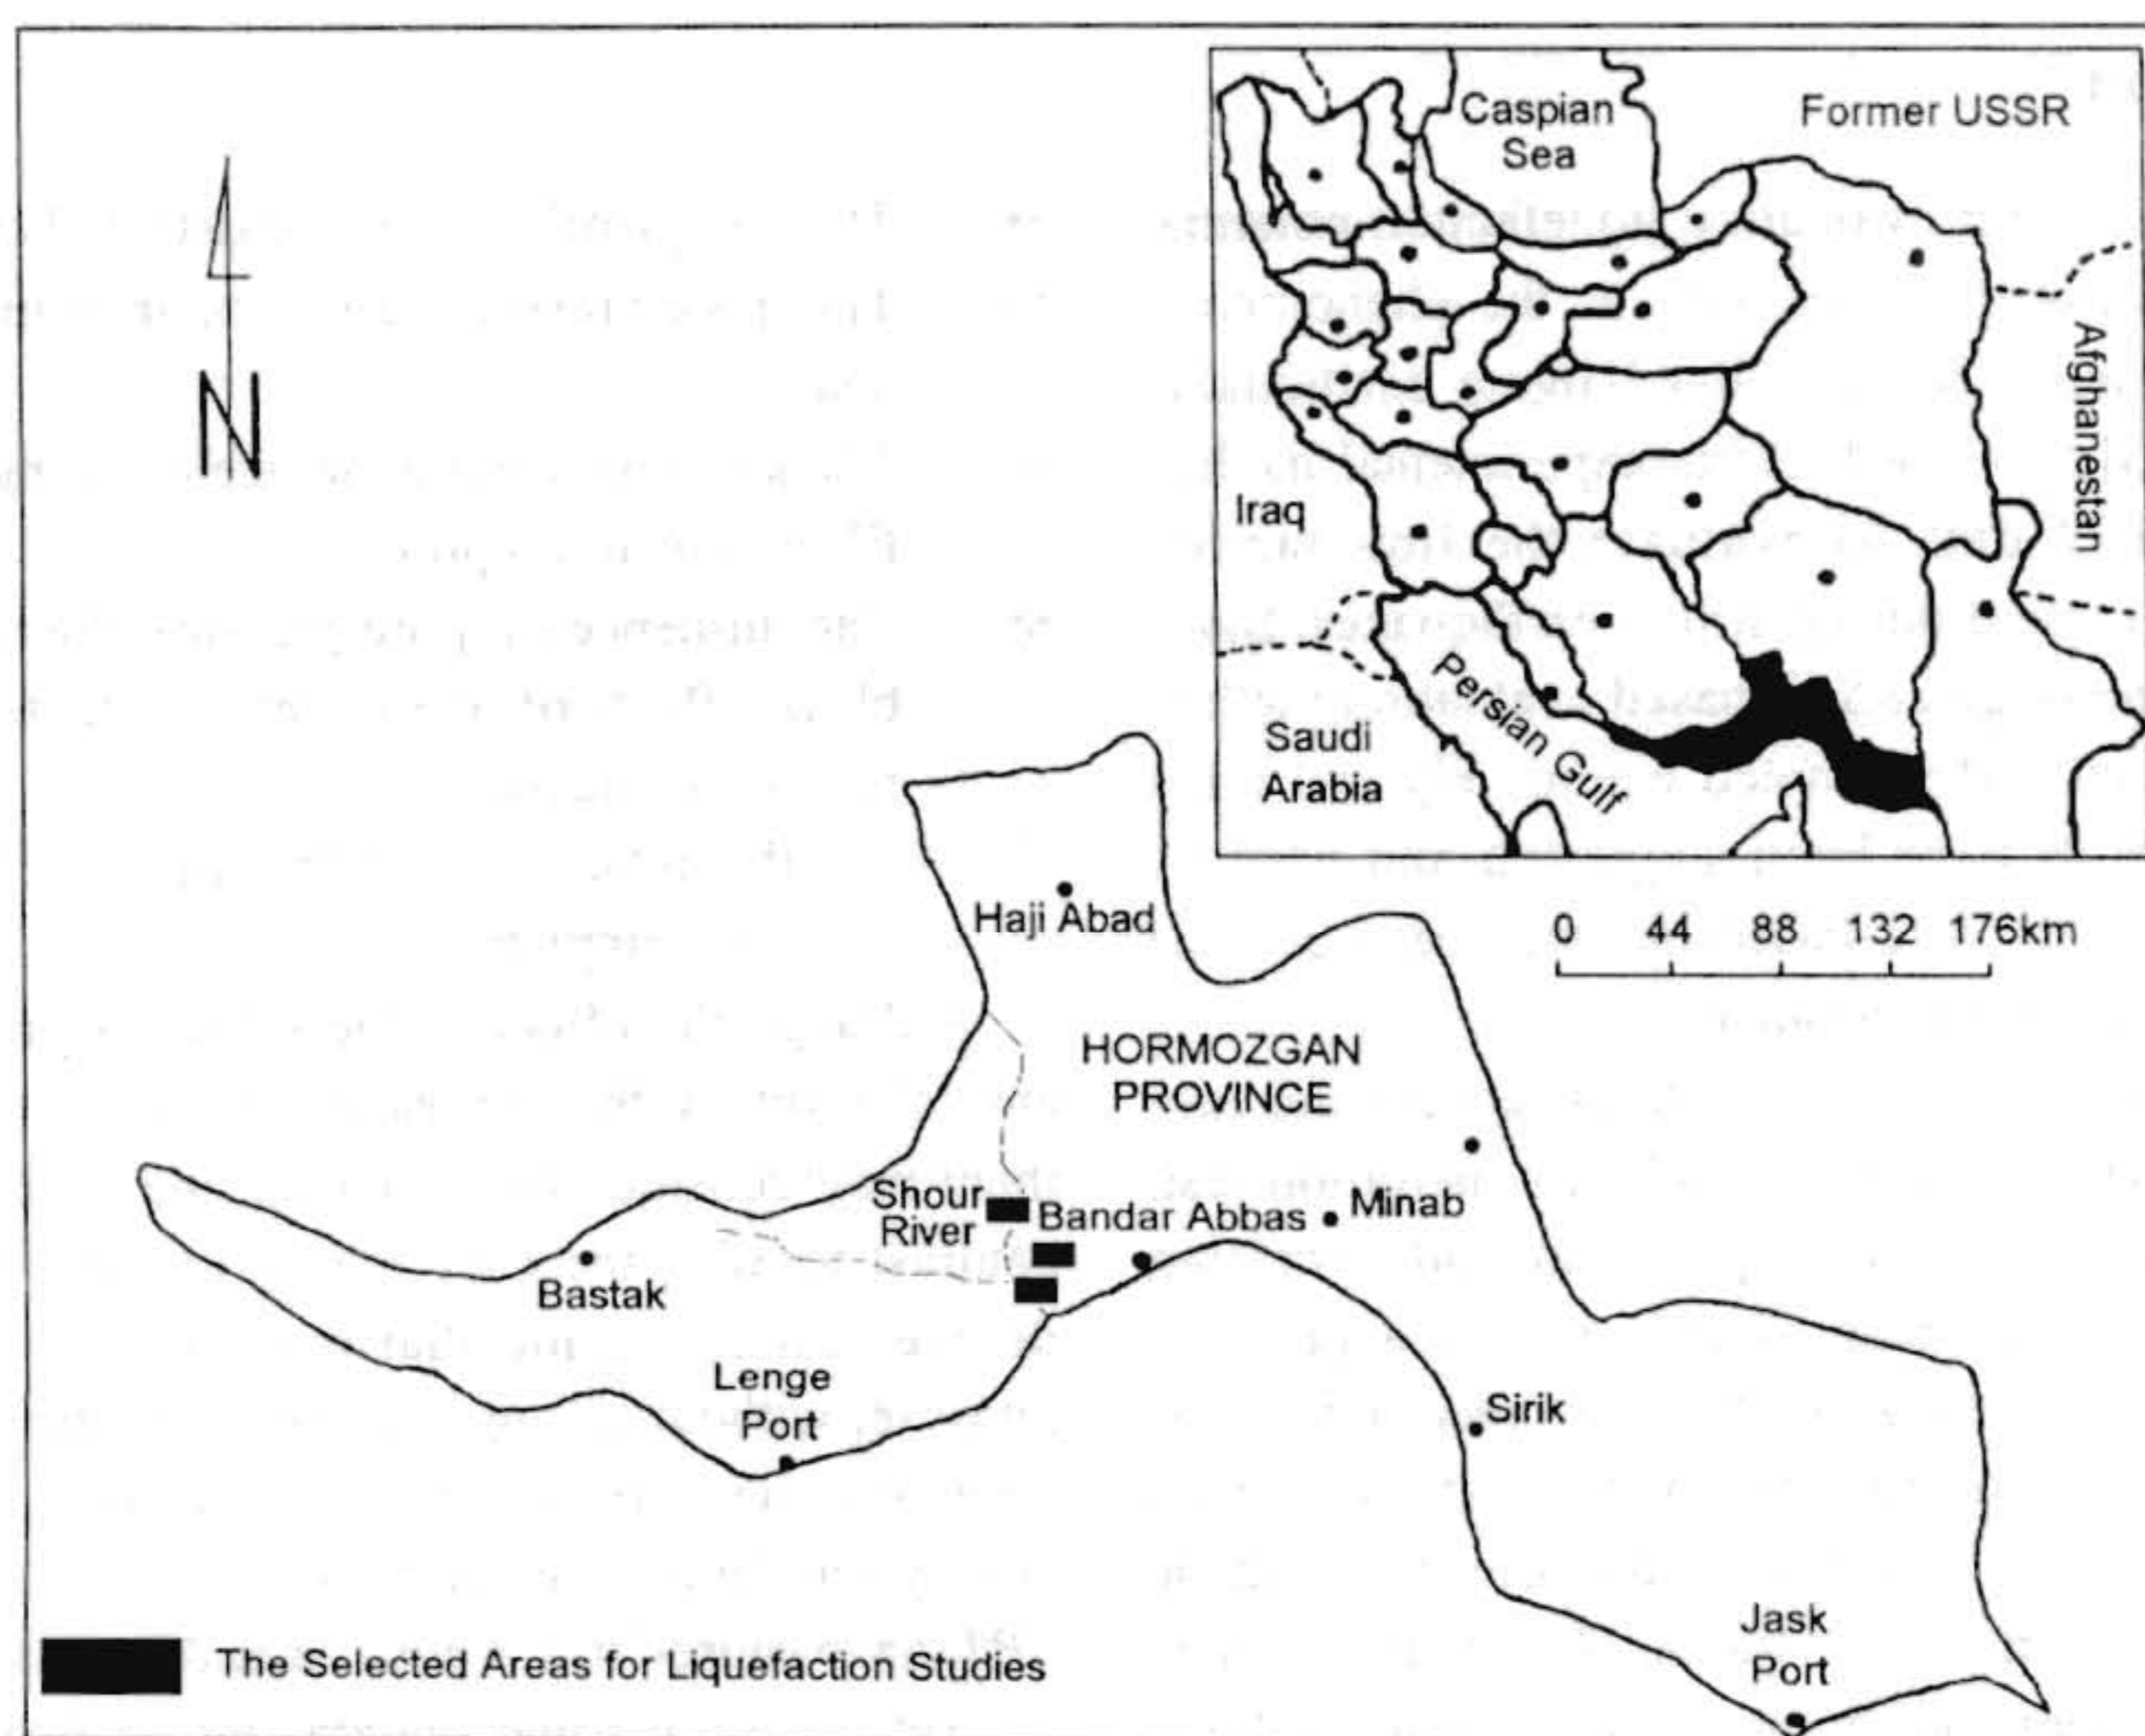 Caspian
Sea
Former USSR
Afghanestan
Iraq
Saudi
Arabia
Persian Gulf
N
0 44 88 132 176km
Haji Abad
HORMOZGAN
PROVINCE
Shour
River
Bandar Abbas
Minab
Bastak
Lenge
Port
Sirik
Jask
Port
The Selected Areas for Liquefaction Studies